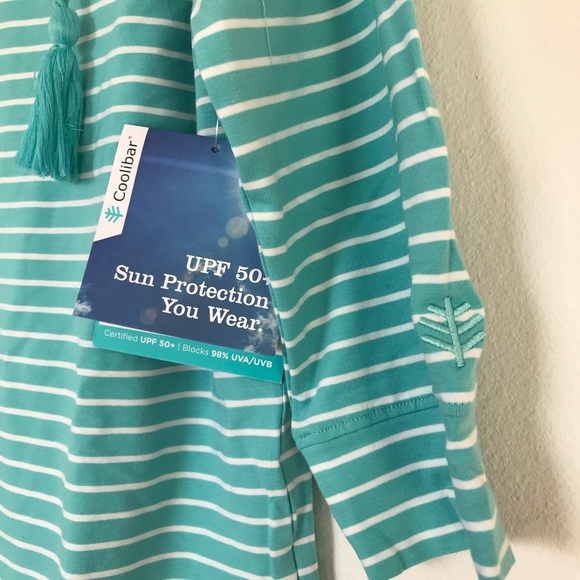 Coolibar®
UPF 50+
Sun Protection
You Wear.
Certified UPF 50+ | Blocks 98% UVA/UVB